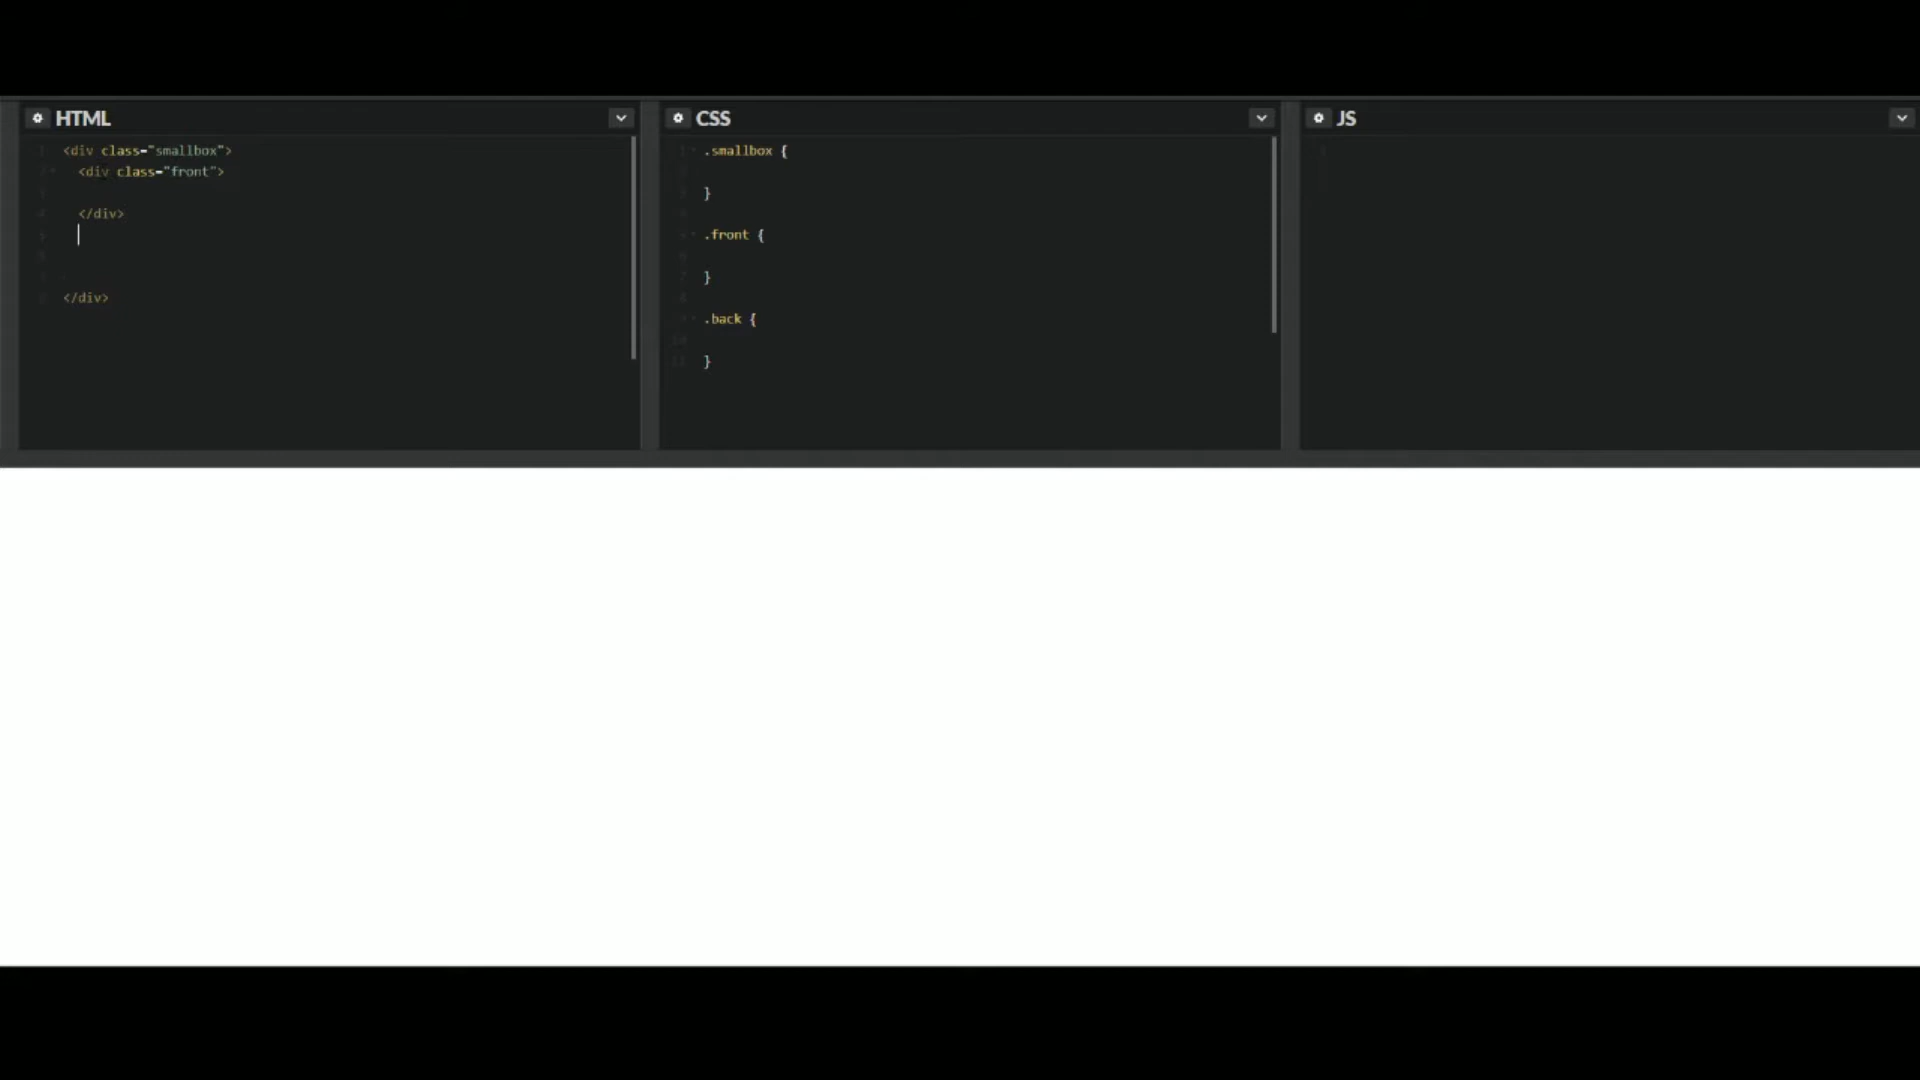 HTML
<div class="smallbox">
<div class="front">
</div>
</div>
CSS
.smallbox {
}
.front {
}
.back {
}
JS